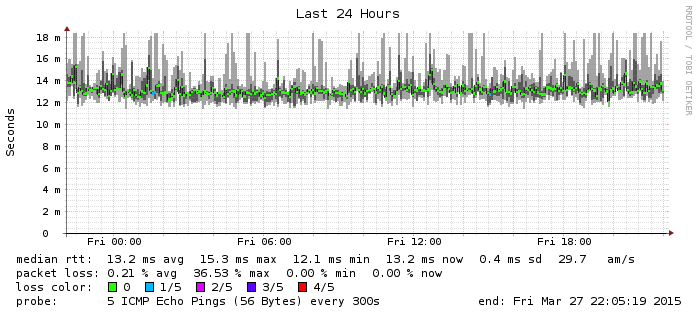 Last 24 Hours
RRDTOOL / TOBI OETIKER
Seconds
18 m
16 m
14 m
12 m
10 m
8 m
6 m
4 m
2 m
0
Fri 00:00 Fri 06:00 Fri 12:00 Fri 18:00
median rtt: 13.2 ms avg 15.3 ms max 12.1 ms min 13.2 ms now 0.4 ms sd 29.7 am/s
packet loss: 0.21 % avg 36.53 % max 0.00 % min 0.00 % now
loss color: 0 1/5 2/5 3/5 4/5
probe: 5 ICMP Echo Pings (56 Bytes) every 300s end: Fri Mar 27 22:05:19 2015